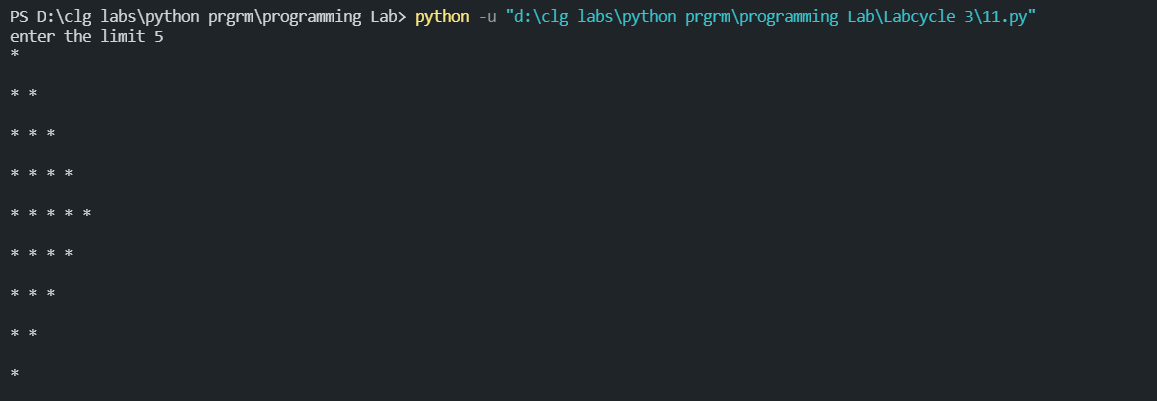 PS D:\clg labs\python prgrm\programming Lab> python -u "d:\clg labs\python prgrm\programming Lab\Labcycle 3\11.py"
enter the limit 5
*
* *
* * *
* * * *
* * * * *
* * * *
* * *
* *
*